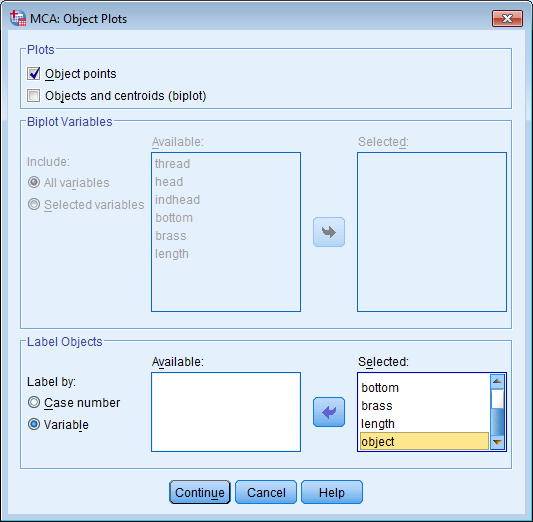 MCA: Object Plots
Plots
Object points
Objects and centroids (biplot)
Biplot Variables
Available:
Selected:
Include:
All variables
Selected variables
thread
head
indhead
bottom
brass
length
Label Objects
Available:
Selected:
Label by:
Case number
Variable
bottom
brass
length
object
Continue
Cancel
Help